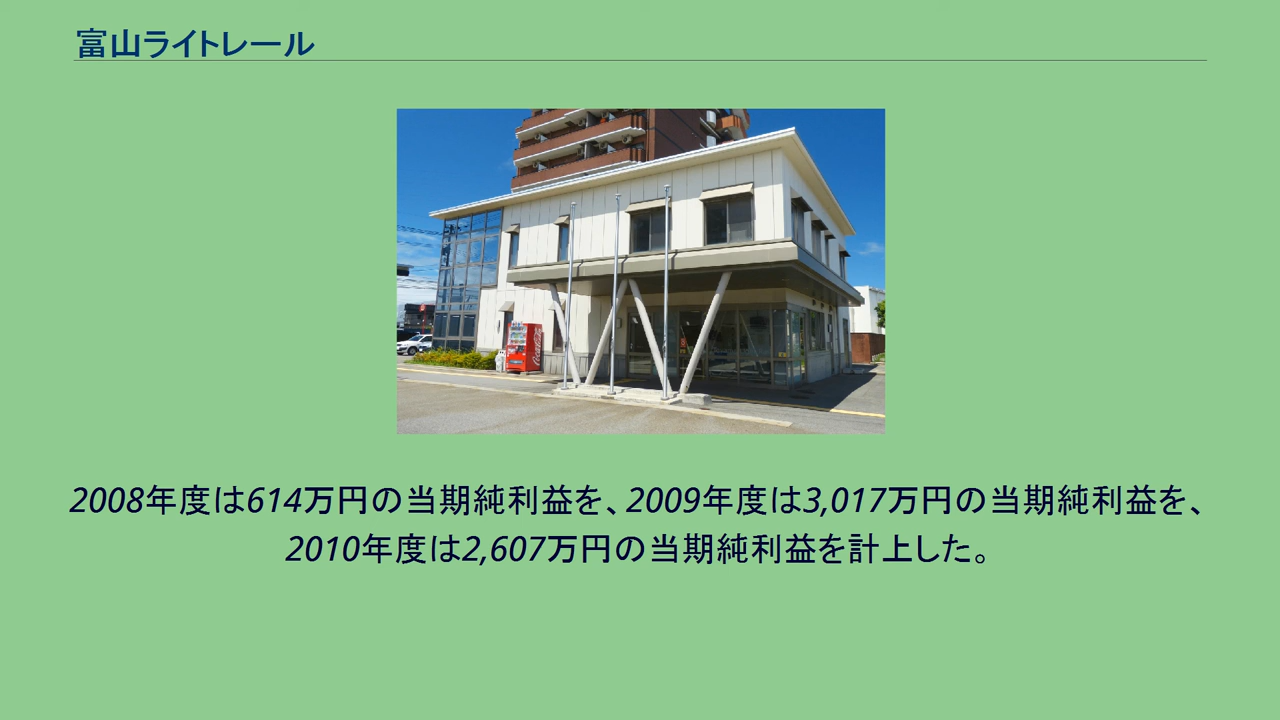 富山ライトレール
Coca-Cola
2008年度は614万円の当期純利益を、2009年度は3,017万円の当期純利益を、
2010年度は2,607万円の当期純利益を計上した。